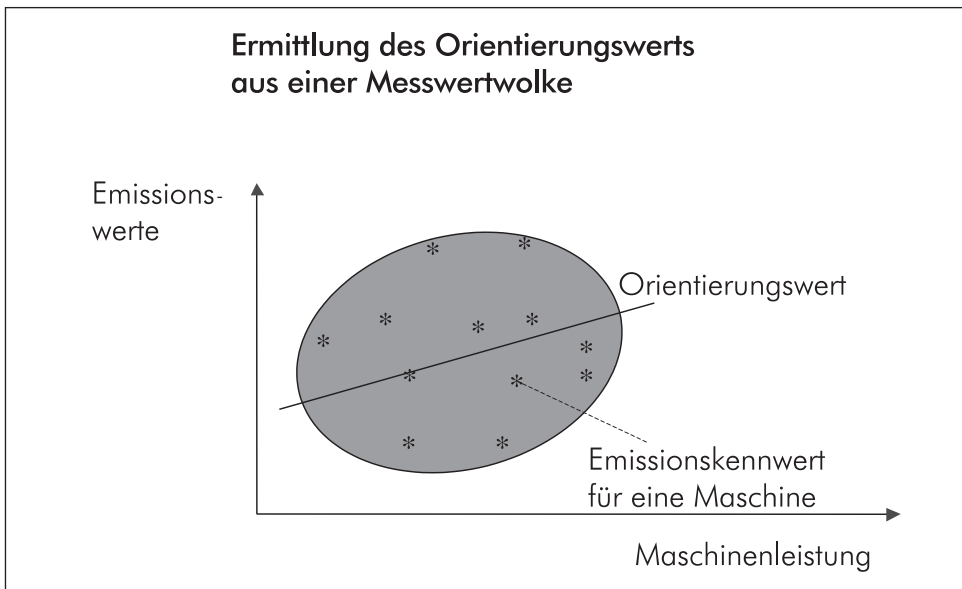 Ermittlung des Orientierungswerts
aus einer Messwertwolke
Emissions-
werte
Orientierungswert
Emissionskennwert
für eine Maschine
Maschinenleistung